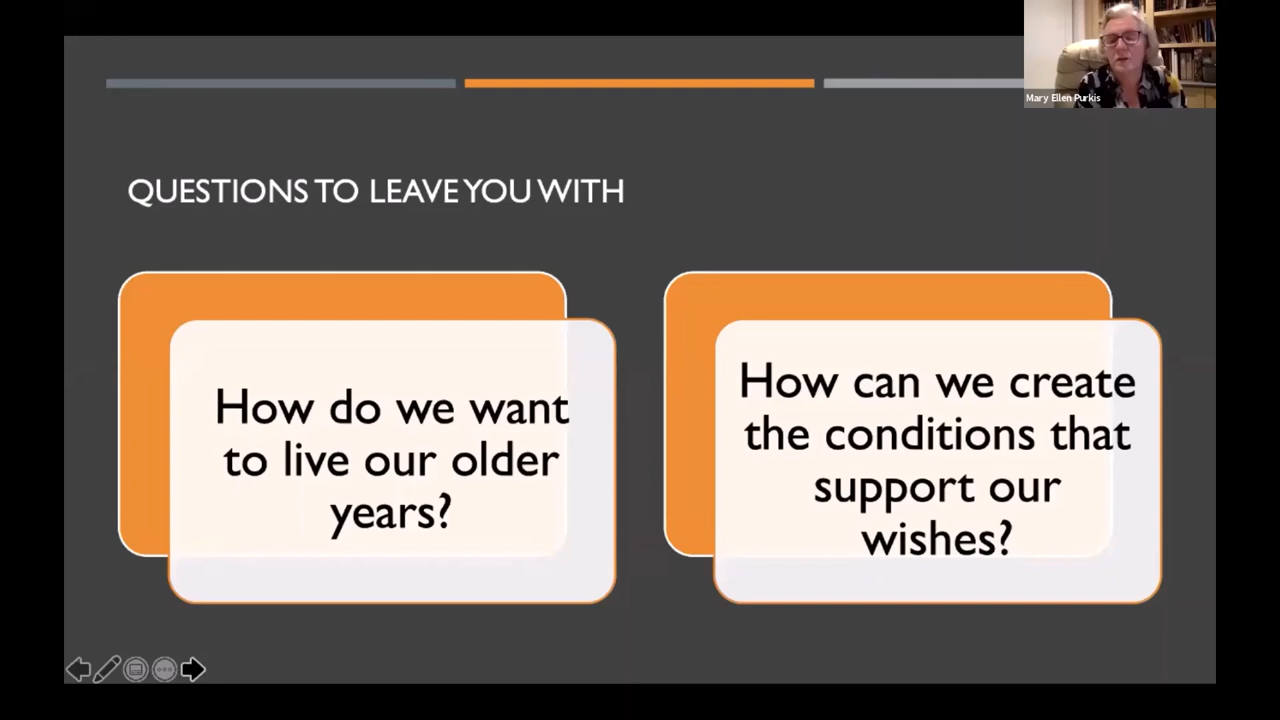 Mary Ellen Purkis
QUESTIONS TO LEAVE YOU WITH
How do we want
to live our older
years?
How can we create
the conditions that
support our
wishes?